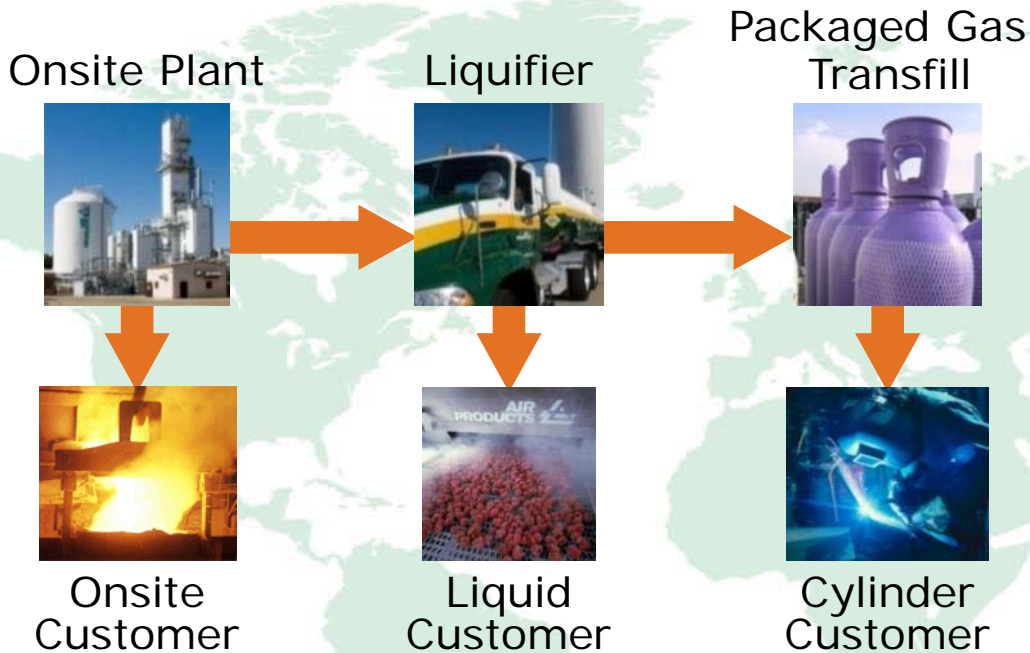 Packaged Gas
Onsite Plant
Liquifier
Transfill
AIR
PRODUCTS
Onsite
Customer
Liquid
Customer
Cylinder
Customer